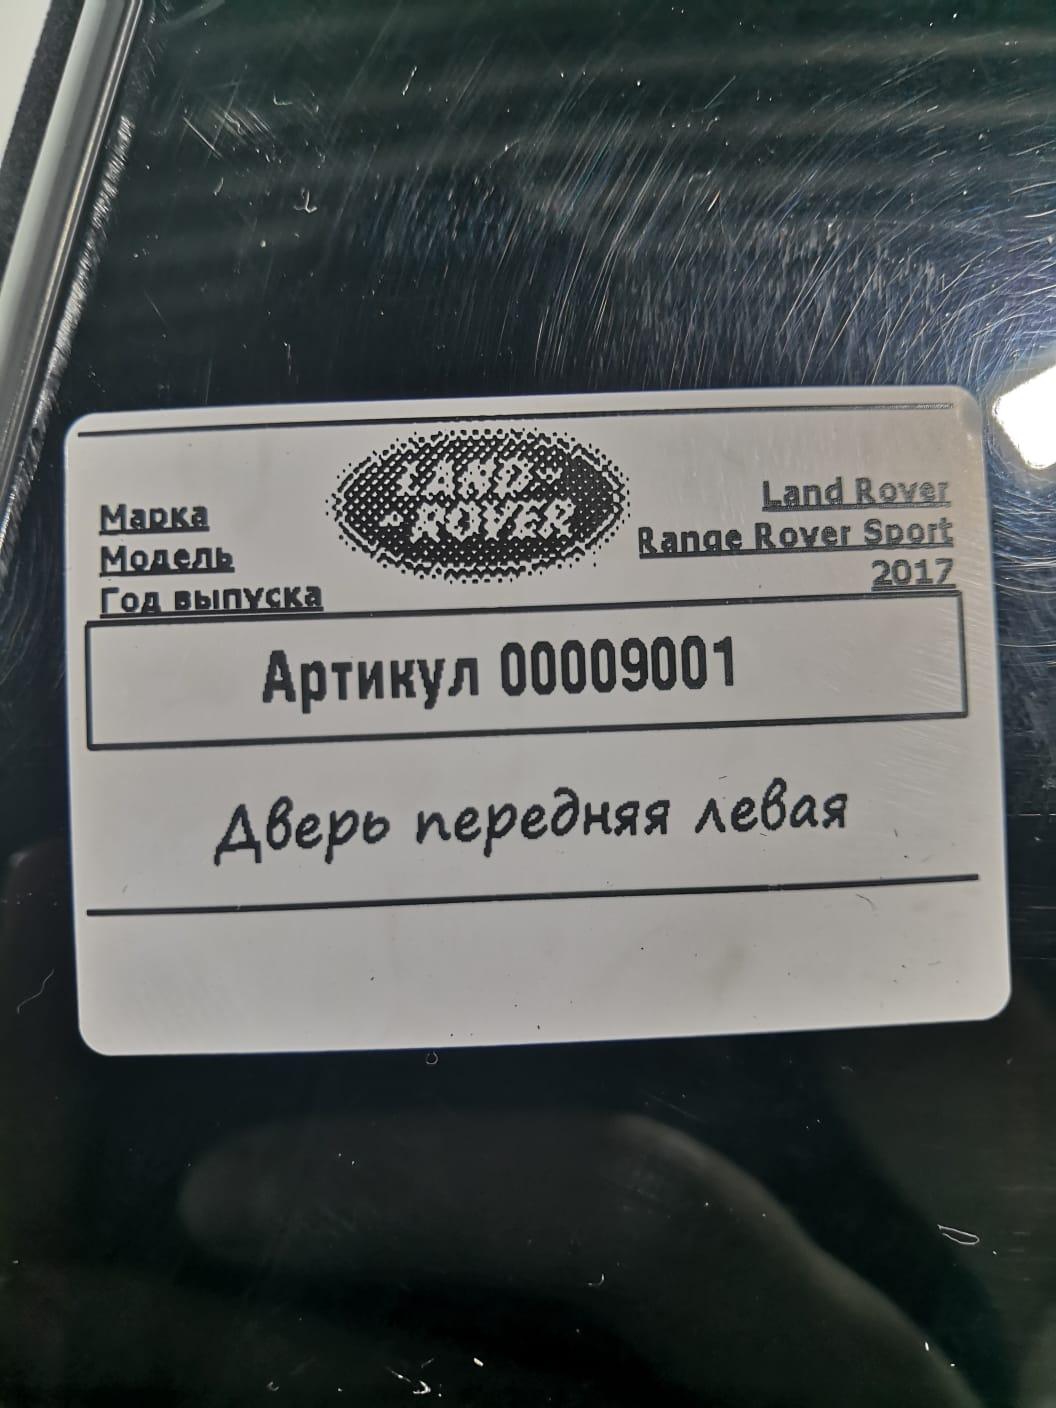 LAND-
-ROVER
Марка Land Rover
Модель Range Rover Sport
Год выпуска 2017
Артикул 00009001
Дверь передняя левая